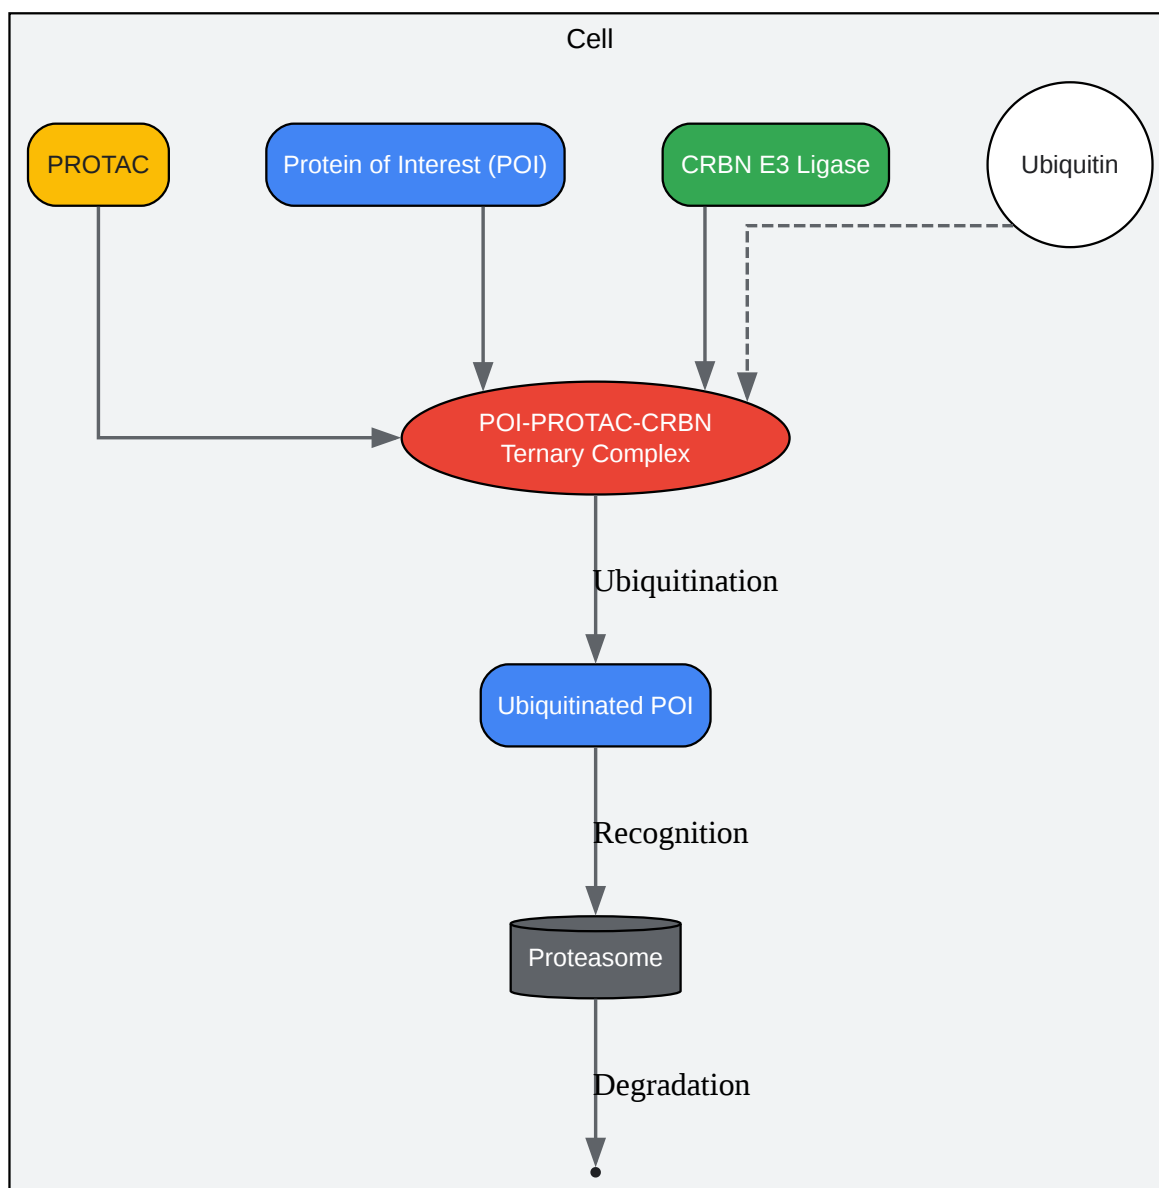 Cell
PROTAC
Protein of Interest (POI)
CRBN E3 Ligase
Ubiquitin
POI-PROTAC-CRBN
Ternary Complex
Ubiquitination
Ubiquitinated POI
Recognition
Proteasome
Degradation